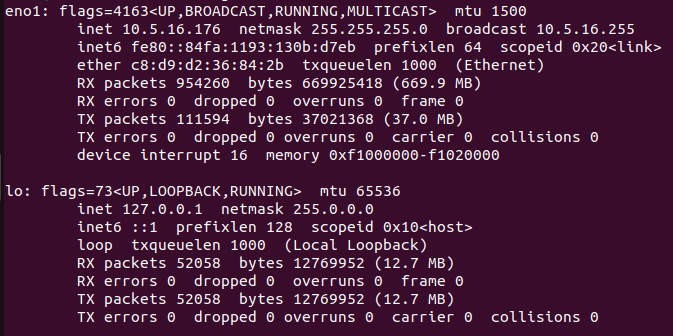 eno1: flags=4163<UP,BROADCAST,RUNNING,MULTICAST>  mtu 1500
        inet 10.5.16.176  netmask 255.255.255.0  broadcast 10.5.16.255
        inet6 fe80::84fa:1193:130b:d7eb  prefixlen 64  scopeid 0x20<link>
        ether c8:d9:d2:36:84:2b  txqueuelen 1000  (Ethernet)
        RX packets 954260  bytes 669925418 (669.9 MB)
        RX errors 0  dropped 0  overruns 0  frame 0
        TX packets 111594  bytes 37021368 (37.0 MB)
        TX errors 0  dropped 0 overruns 0  carrier 0  collisions 0
        device interrupt 16  memory 0xf1000000-f1020000

lo: flags=73<UP,LOOPBACK,RUNNING>  mtu 65536
        inet 127.0.0.1  netmask 255.0.0.0
        inet6 ::1  prefixlen 128  scopeid 0x10<host>
        loop  txqueuelen 1000  (Local Loopback)
        RX packets 52058  bytes 12769952 (12.7 MB)
        RX errors 0  dropped 0  overruns 0  frame 0
        TX packets 52058  bytes 12769952 (12.7 MB)
        TX errors 0  dropped 0 overruns 0  carrier 0  collisions 0